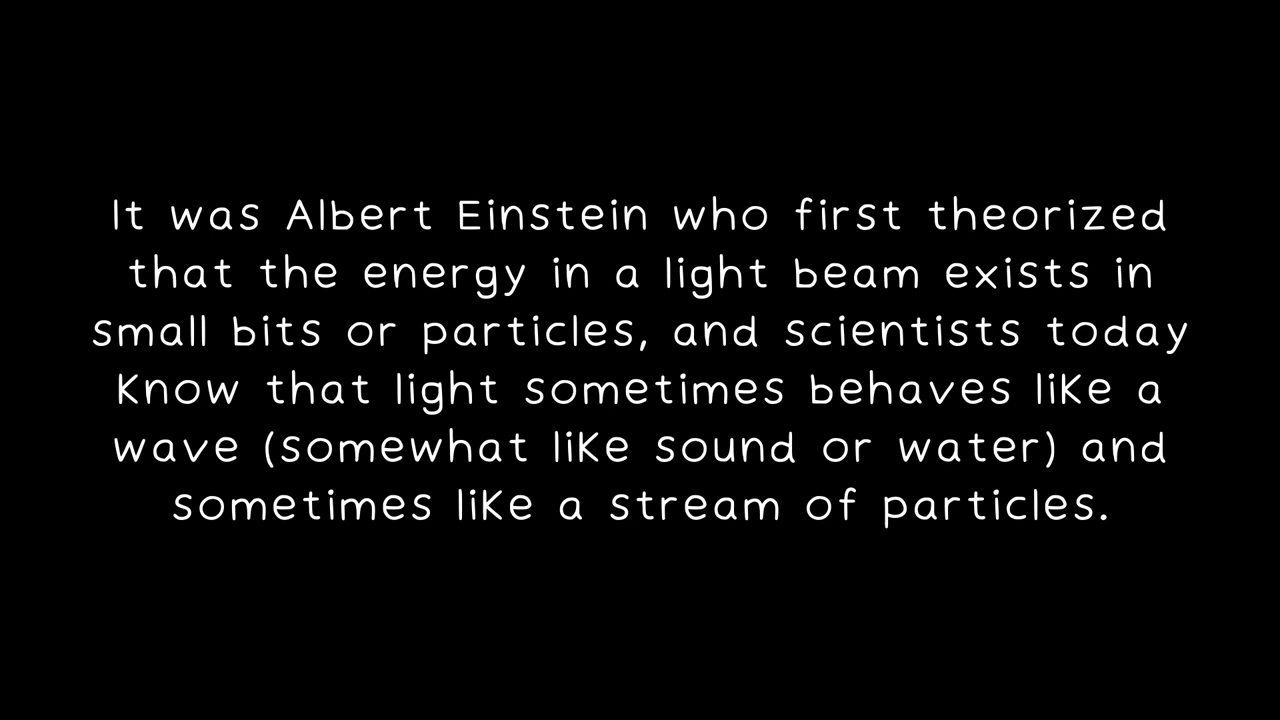 It was Albert Einstein who first theorized
that the energy in a light beam exists in
small bits or particles, and scientists today
know that light sometimes behaves like a
wave (somewhat like sound or water) and
sometimes like a stream of particles.